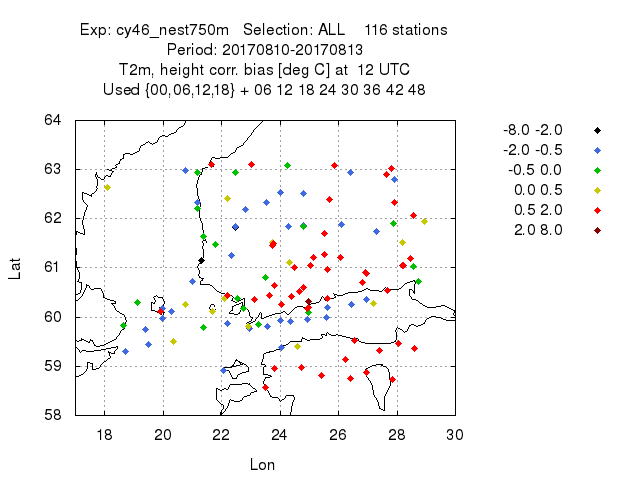 Exp: cy46_nest750m Selection: ALL 116 stations
Period: 20170810-20170813
T2m, height corr. bias [deg C] at 12 UTC
Used {00,06,12,18} + 06 12 18 24 30 36 42 48
64
63
62
61
60
59
58
Lat
18 20 22 24 26 28 30
Lon
-8.0 -2.0
-2.0 -0.5
-0.5 0.0
0.0 0.5
0.5 2.0
2.0 8.0